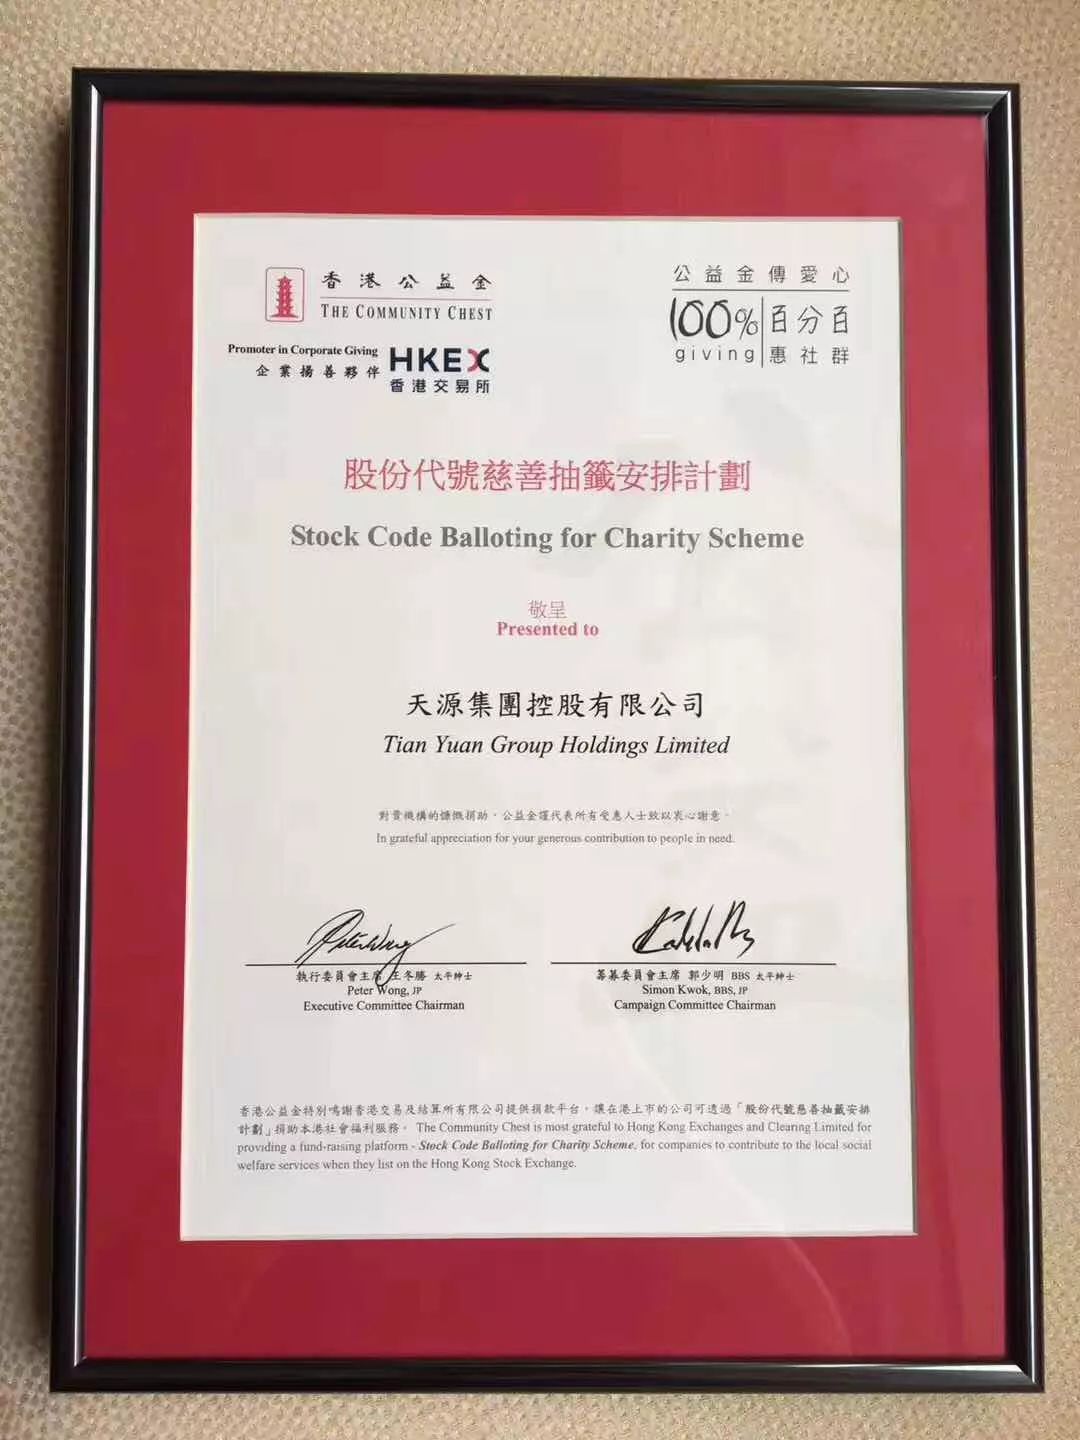 香港公益金
THE COMMUNITY CHEST
Promoter in Corporate Giving
企業揚善夥伴
HKEX
香港交易所
公益金傳愛心
100% 百分百
giving 惠社群
股份代號慈善抽籤安排計劃
Stock Code Balloting for Charity Scheme
敬呈
Presented to
天源集團控股有限公司
Tian Yuan Group Holdings Limited
對貴機構的慷慨捐助，公益金謹代表所有受惠人士致以衷心謝意。
In grateful appreciation for your generous contribution to people in need.
執行委員會主席 王冬勝 太平紳士
Peter Wong, JP
Executive Committee Chairman
籌募委員會主席 郭少明 BBS 太平紳士
Simon Kwok, BBS, JP
Campaign Committee Chairman
香港公益金特別鳴謝香港交易及結算所有限公司提供捐款平台，讓在港上市的公司可透過「股份代號慈善抽籤安排
計劃」捐助本港社會福利服務。 The Community Chest is most grateful to Hong Kong Exchanges and Clearing Limited for
providing a fund-raising platform - Stock Code Balloting for Charity Scheme, for companies to contribute to the local social
welfare services when they list on the Hong Kong Stock Exchange.